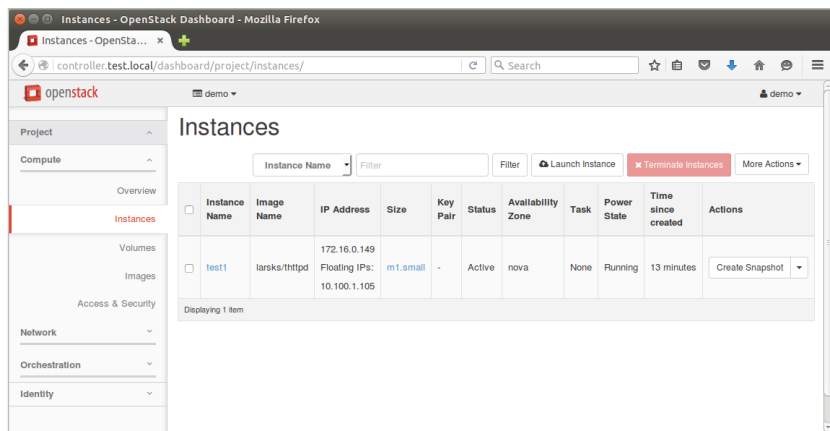 Instances - OpenStack Dashboard - Mozilla Firefox
Instances - OpenSta... ×
controller.test.local/dashboard/project/instances/
Search
openstack
demo
demo
Project
Instances
Compute
Instance Name
Filter
Filter
Launch Instance
Terminate Instances
More Actions
Overview
Instances
Volumes
Images
Access & Security
Network
Orchestration
Identity
Instance Name Image Name IP Address Size Key Pair Status Availability Zone Task Power State Time since created Actions
test1 larsks/thttpd 172.16.0.149 m1.small - Active nova None Running 13 minutes Create Snapshot
Floating IPs:
10.100.1.105
Displaying 1 item